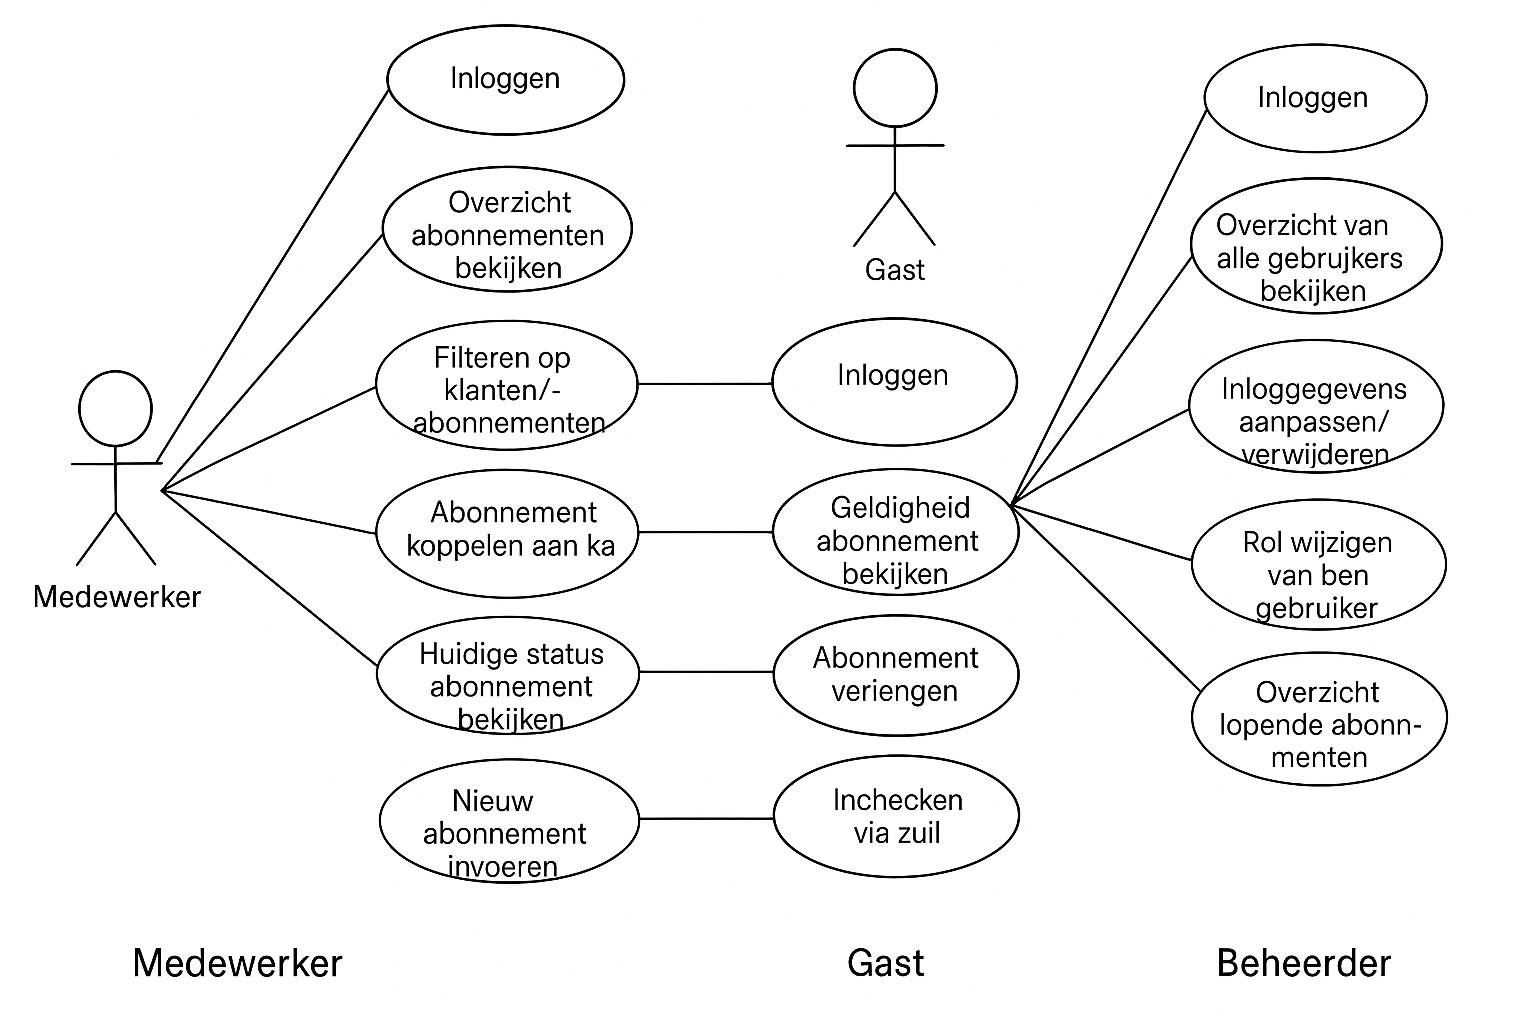 Inloggen
Overzicht
abonnementen
bekijken
Filteren op
klanten/-
abonnementen
Abonnement
koppelen aan ka
Huidige status
abonnement
bekijken
Nieuw
abonnement
invoeren
Medewerker
Gast
Inloggen
Geldigheid
abonnement
bekijken
Abonnement
veriengen
Inchecken
via zuil
Inloggen
Overzicht van
alle gebrujkers
bekijken
Inloggegevens
aanpassen/
verwijderen
Rol wijzigen
van ben
gebruiker
Overzicht
lopende abonn-
menten
Medewerker
Gast
Beheerder